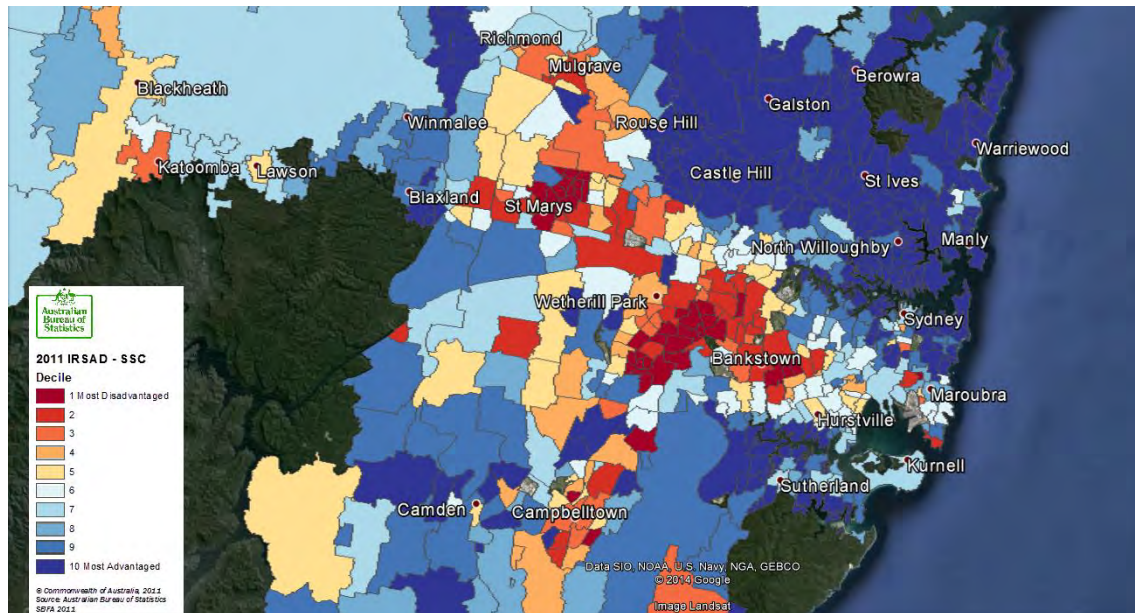 Richmond
Mulgrave
Blackheath
Berowra
Galston
Winmalee
Rouse Hill
Warriewood
Katoomba
Lawson
Castle Hill
St Ives
Blaxland
St Marys
North Willoughby
Manly
Wetherill Park
Sydney
Bankstown
Maroubra
Hurstville
Kurnell
Sutherland
Camden
Campbelltown
Australian
Bureau of
Statistics
2011 IRSAD - SSC
Decile
1 Most Disadvantaged
2
3
4
5
6
7
8
9
10 Most Advantaged
© Commonwealth of Australia, 2011
Source: Australian Bureau of Statistics
SEFA 2011
Data SIO, NOAA, U.S. Navy, NGA, GEBCO
© 2014 Google
Image Landsat